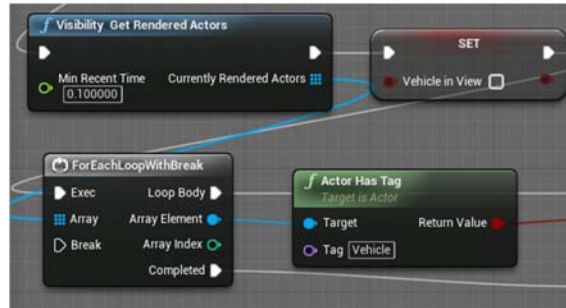 f Visibility Get Rendered Actors
Min Recent Time
0.100000
Currently Rendered Actors
SET
Vehicle in View
ForEachLoopWithBreak
Exec
Loop Body
Array
Array Element
Break
Array Index
Completed
f Actor Has Tag
Target is Actor
Target
Return Value
Tag Vehicle